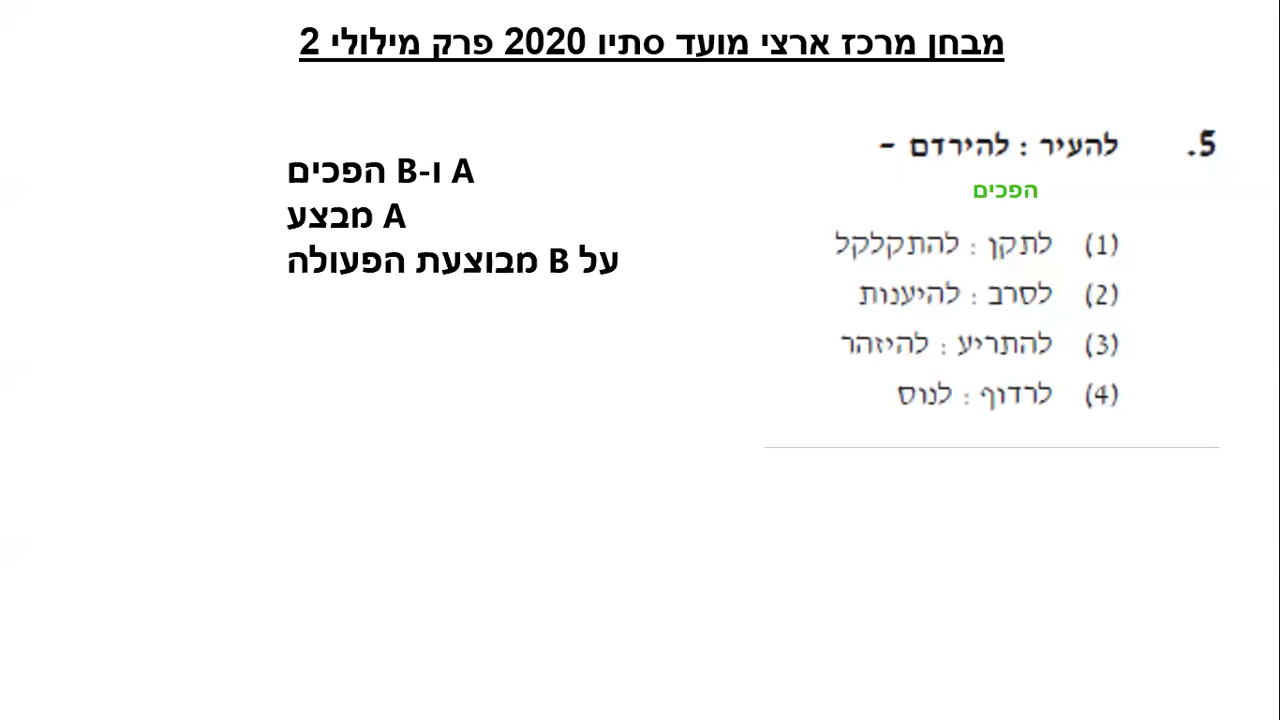 מבחן מרכז ארצי מועד סתיו 2020 פרק מילולי 2
5. להעיר : להירדם -
הפכים
(1) לתקן : להתקלקל
(2) לסרב : להיענות
(3) להתריע : להיזהר
(4) לרדוף : לנוס
A ו-B הפכים
A מבצע
על B מבוצעת הפעולה